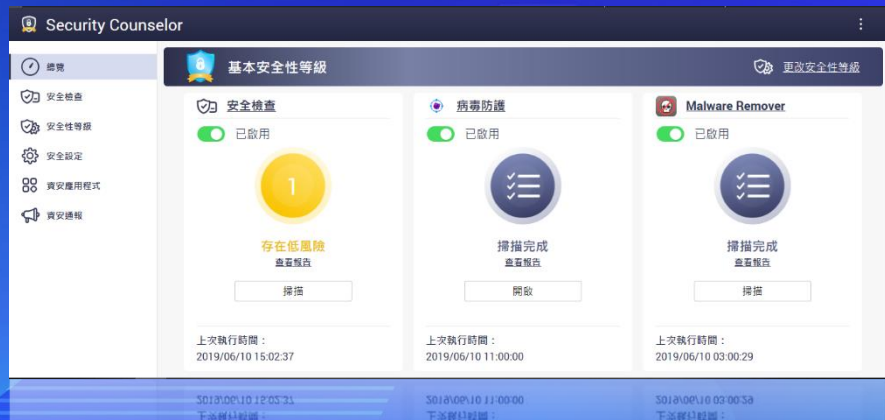 Security Counselor
總覽
安全檢查
安全性等級
安全設定
資安應用程式
資安通報
基本安全性等級
更改安全性等級
安全檢查
已啟用
1
存在低風險
查看報告
掃描
上次執行時間：
2019/06/10 15:02:37
病毒防護
已啟用
掃描完成
查看報告
開啟
上次執行時間：
2019/06/10 11:00:00
Malware Remover
已啟用
掃描完成
查看報告
掃描
上次執行時間：
2019/06/10 03:00:29